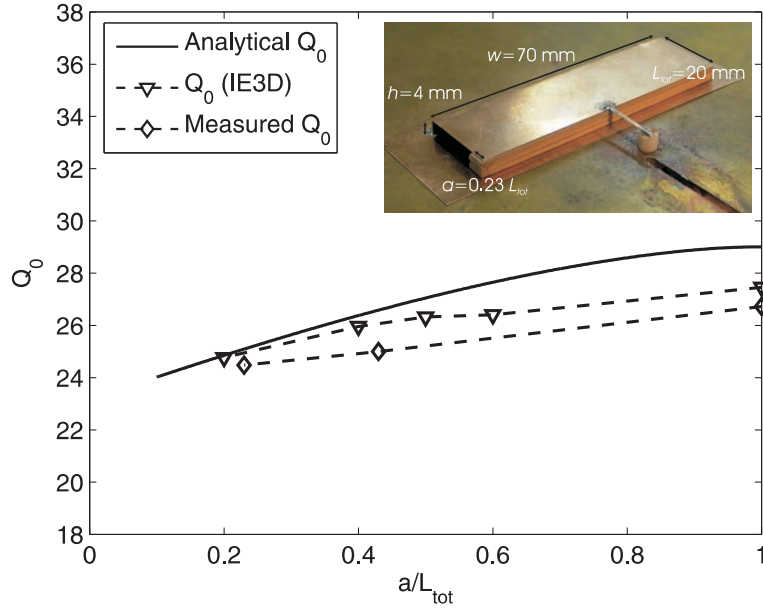 38
36
34
32
30
28
26
24
22
20
18
Q0
Analytical Q0
Q0 (IE3D)
Measured Q0
w=70 mm
Ltot=20 mm
h=4 mm
a=0.23 Ltot
0
0.2
0.4
0.6
0.8
1
a/Ltot